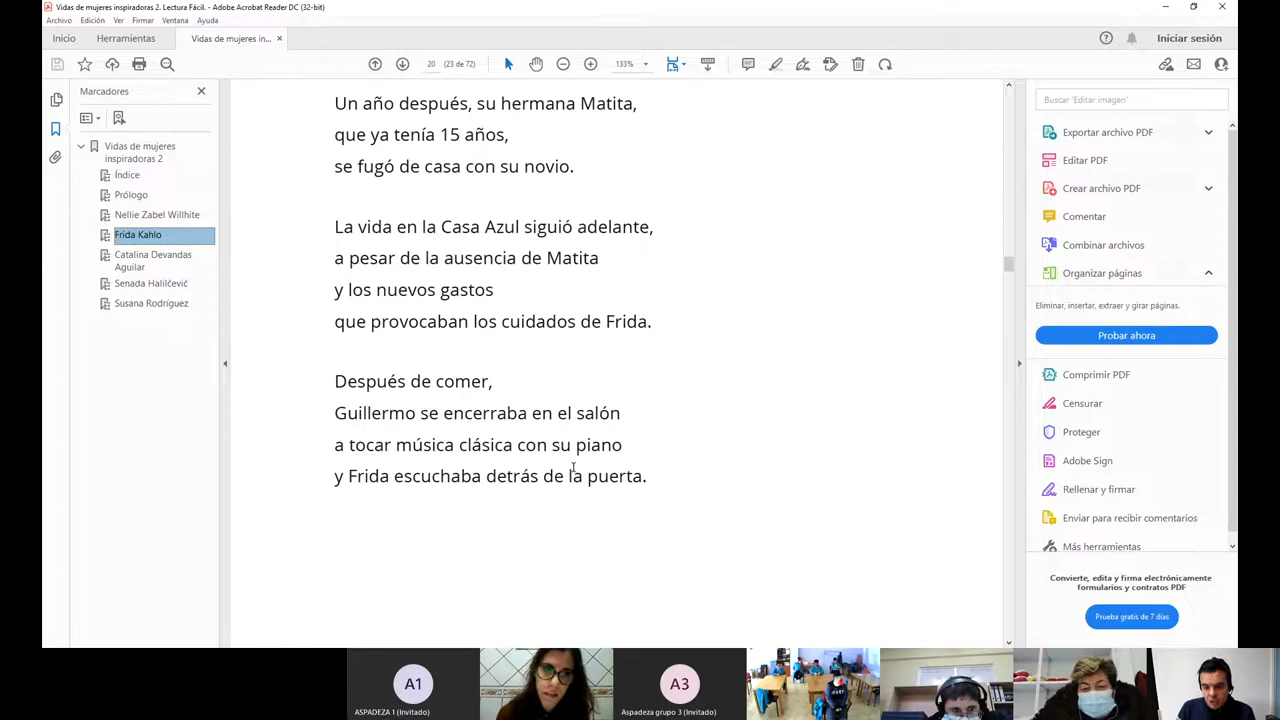 Vidas de mujeres inspiradoras 2. Lectura Fácil. - Adobe Acrobat Reader DC (32-bit)
Archivo Edición Ver Firmar Ventana Ayuda
Inicio Herramientas Vidas de mujeres in... × Iniciar sesión
20 (23 de 72) 133%
Marcadores
Vidas de mujeres
inspiradoras 2
Índice
Prólogo
Nellie Zabel Willhite
Frida Kahlo
Catalina Devandas
Aguilar
Senada Halilčević
Susana Rodríguez
Un año después, su hermana Matita,
que ya tenía 15 años,
se fugó de casa con su novio.
La vida en la Casa Azul siguió adelante,
a pesar de la ausencia de Matita
y los nuevos gastos
que provocaban los cuidados de Frida.
Después de comer,
Guillermo se encerraba en el salón
a tocar música clásica con su piano
y Frida escuchaba detrás de la puerta.
Buscar 'Editar imagen'
Exportar archivo PDF
Editar PDF
Crear archivo PDF
Comentar
Combinar archivos
Organizar páginas
Eliminar, insertar, extraer y girar páginas.
Probar ahora
Comprimir PDF
Censurar
Proteger
Adobe Sign
Rellenar y firmar
Enviar para recibir comentarios
Más herramientas
Convierte, edita y firma electrónicamente
formularios y contratos PDF
Prueba gratis de 7 días
A1
ASPADEZA 1 (Invitado)
A3
Aspadeza grupo 3 (Invitado)